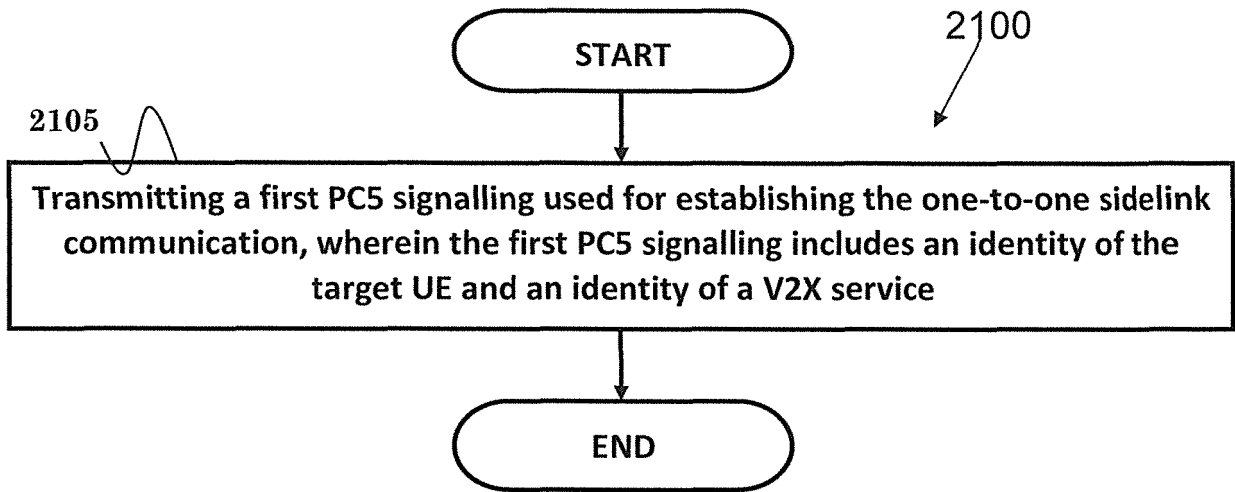 START
2100
2105
Transmitting a first PC5 signalling used for establishing the one-to-one sidelink
communication, wherein the first PC5 signalling includes an identity of the
target UE and an identity of a V2X service
END